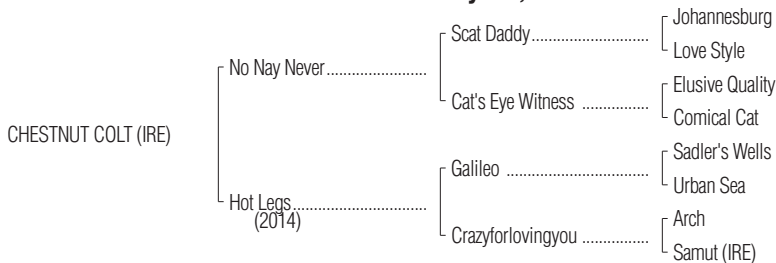 Scat Daddy
Johannesburg
Love Style
No Nay Never
Cat's Eye Witness
Elusive Quality
Comical Cat
CHESTNUT COLT (IRE)
Galileo
Sadler's Wells
Urban Sea
Hot Legs
(2014)
Crazyforlovingyou
Arch
Samut (IRE)